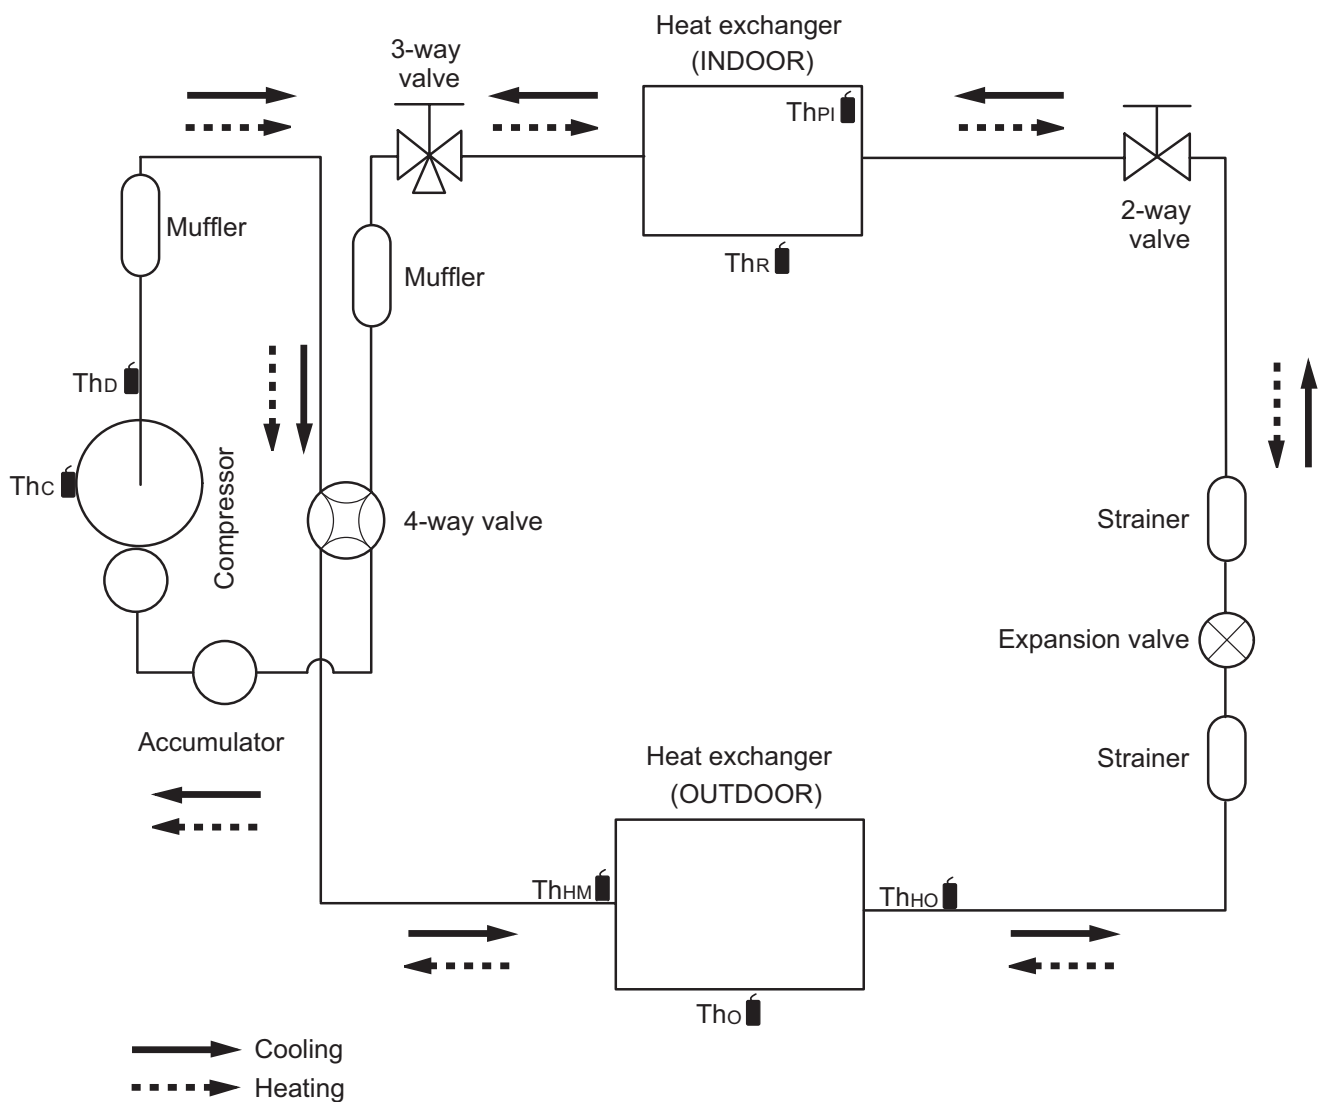 Heat exchanger
(INDOOR)
3-way
valve
ThPI
2-way
valve
Muffler
ThR
Muffler
ThD
ThC
Compressor
4-way valve
Strainer
Expansion valve
Accumulator
Heat exchanger
(OUTDOOR)
Strainer
ThHM
ThHO
ThO
Cooling
Heating